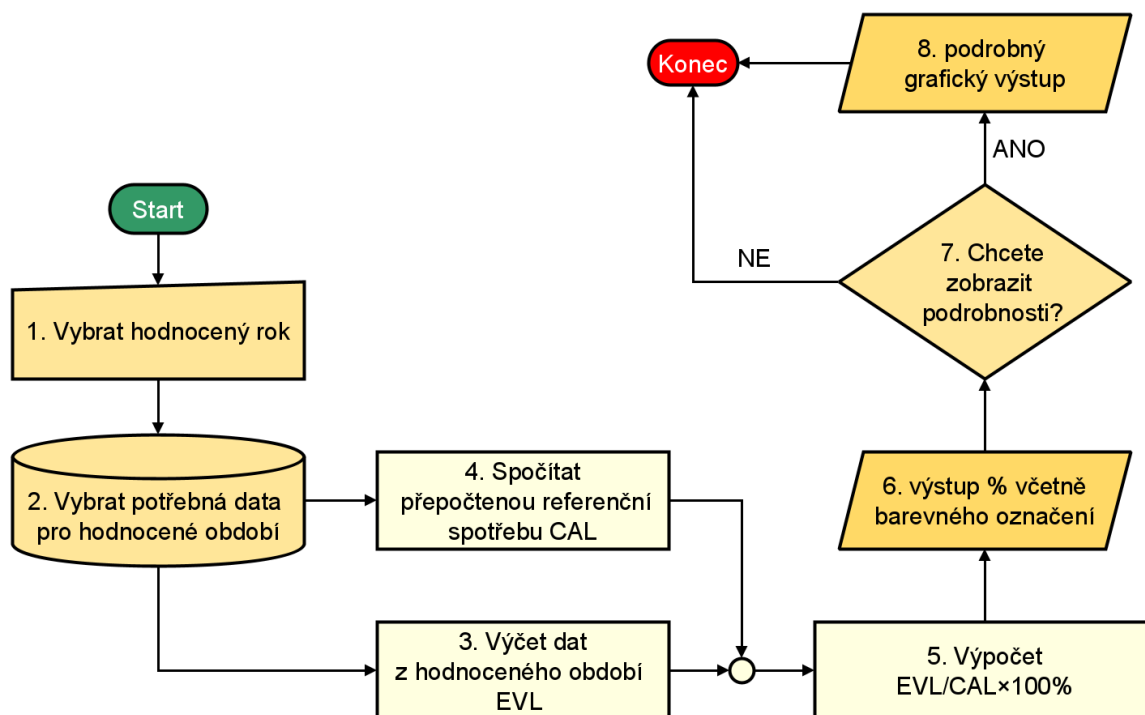 Start
1. Vybrat hodnocený rok
2. Vybrat potřebná data
pro hodnocené období
4. Spočítat
přepočtenou referenční
spotřebu CAL
3. Výčet dat
z hodnoceného období
EVL
5. Výpočet
EVL/CAL×100%
6. výstup % včetně
barevného označení
7. Chcete
zobrazit
podrobnosti?
NE
ANO
8. podrobný
grafický výstup
Konec